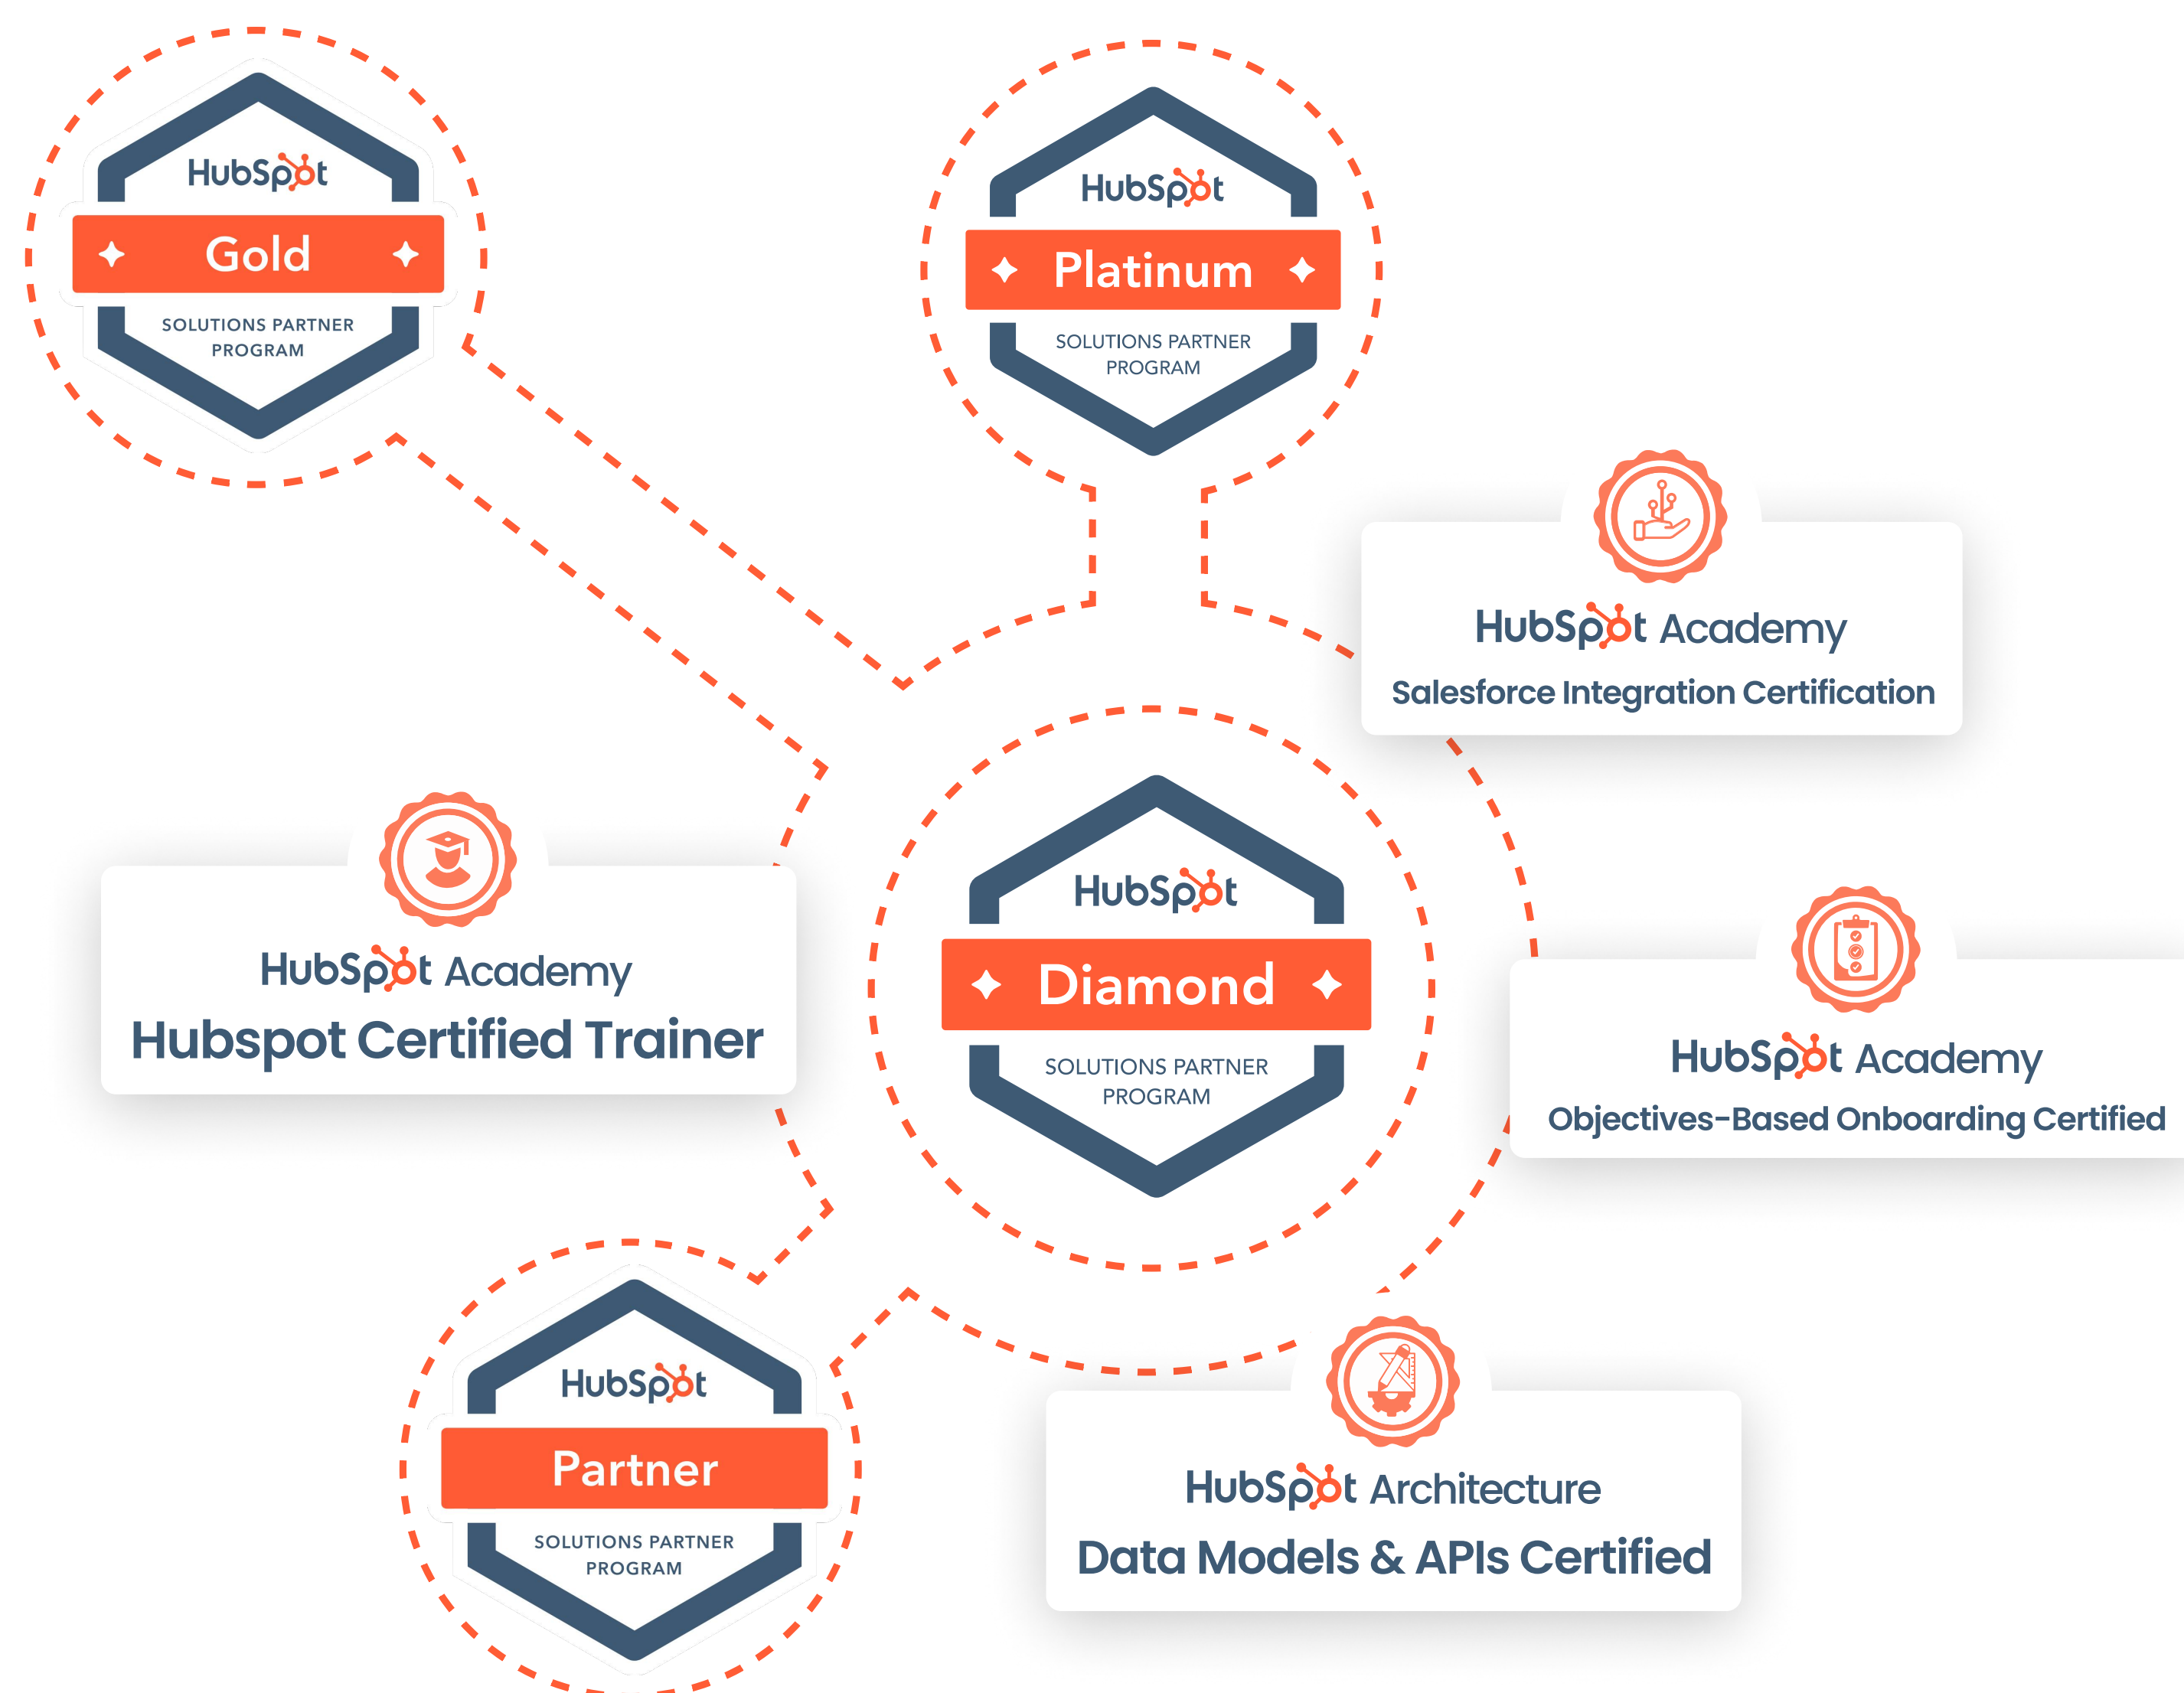 HubSpot
Gold
SOLUTIONS PARTNER
PROGRAM
HubSpot
Platinum
SOLUTIONS PARTNER
PROGRAM
HubSpot Academy
Salesforce Integration Certification
HubSpot Academy
Hubspot Certified Trainer
HubSpot
Diamond
SOLUTIONS PARTNER
PROGRAM
HubSpot Academy
Objectives-Based Onboarding Certified
HubSpot
Partner
SOLUTIONS PARTNER
PROGRAM
HubSpot Architecture
Data Models & APIs Certified